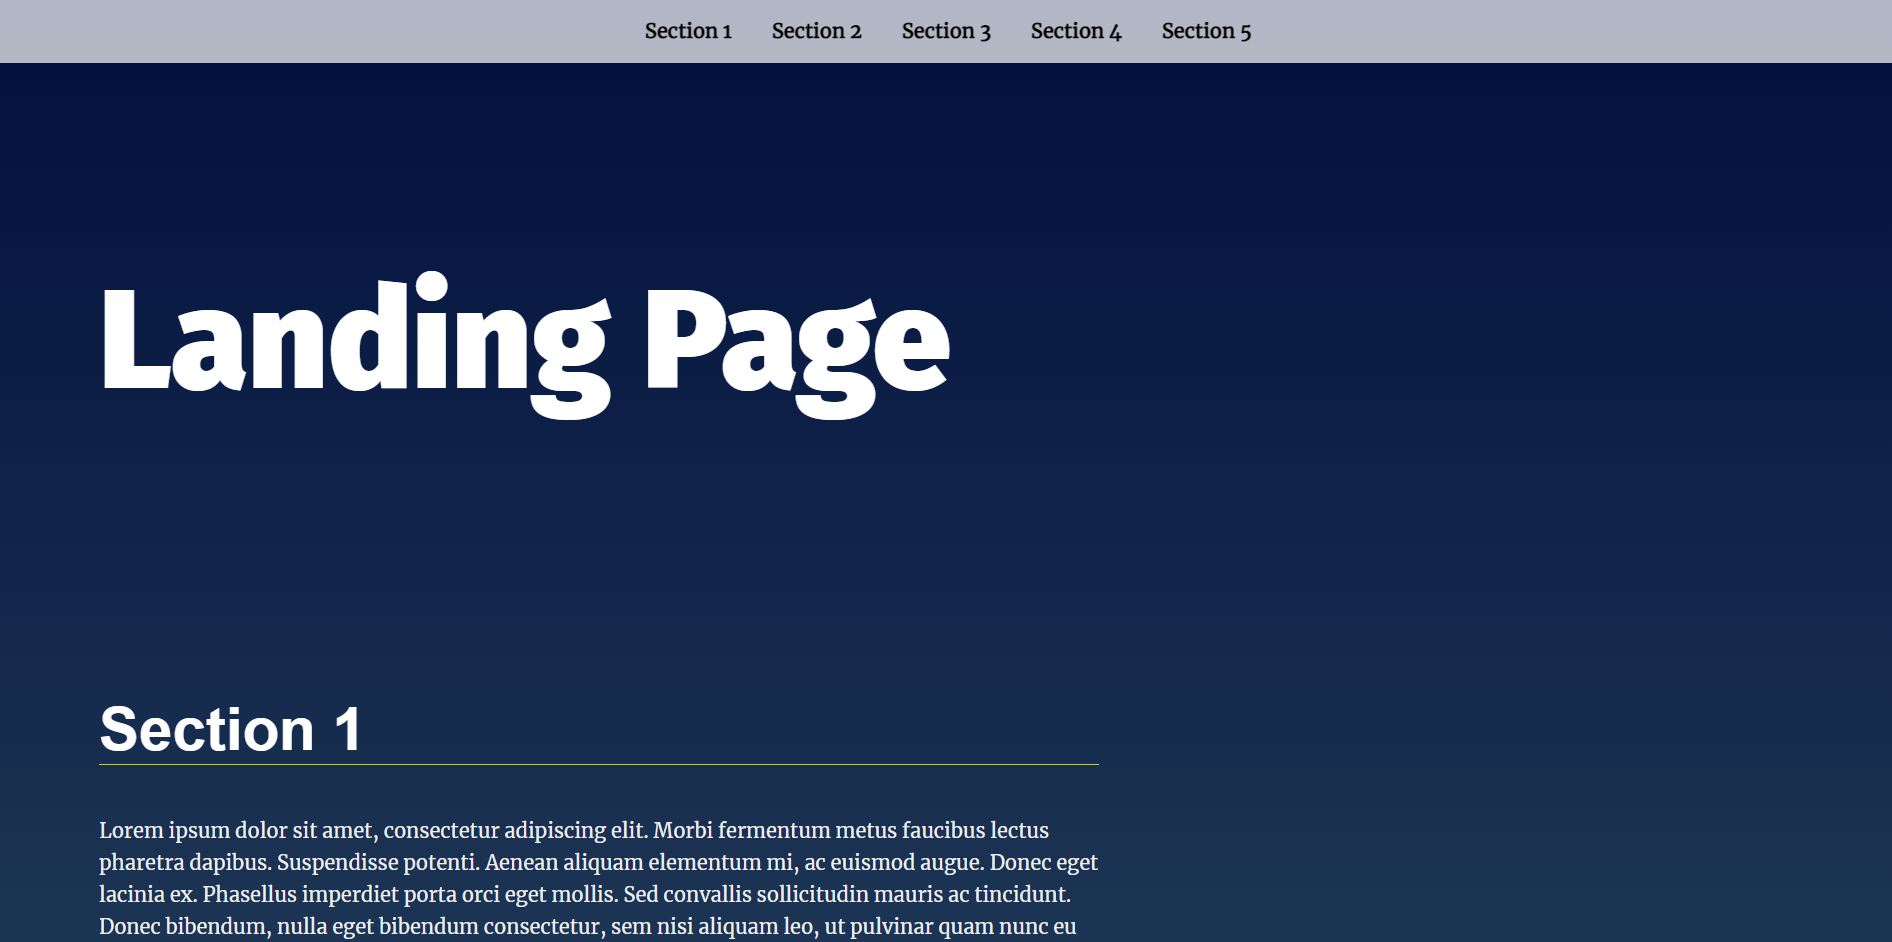 Section 1 Section 2 Section 3 Section 4 Section 5
Landing Page
Section 1
Lorem ipsum dolor sit amet, consectetur adipiscing elit. Morbi fermentum metus faucibus lectus
pharetra dapibus. Suspendisse potenti. Aenean aliquam elementum mi, ac euismod augue. Donec eget
lacinia ex. Phasellus imperdiet porta orci eget mollis. Sed convallis sollicitudin mauris ac tincidunt.
Donec bibendum, nulla eget bibendum consectetur, sem nisi aliquam leo, ut pulvinar quam nunc eu